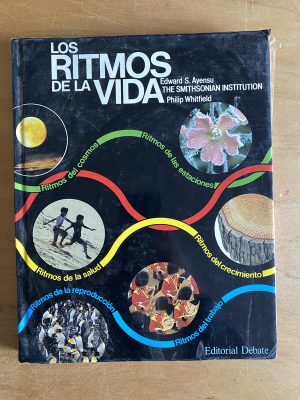 LOS
RITMOS
DE LA VIDA
Edward S. Ayensu
THE SMITHSONIAN INSTITUTION
Philip Whitfield
Ritmos del cosmos
Ritmos de las estaciones
Ritmos de la salud
Ritmos del crecimiento
Ritmos de la reproducción
Ritmos del trabajo
Editorial Debate